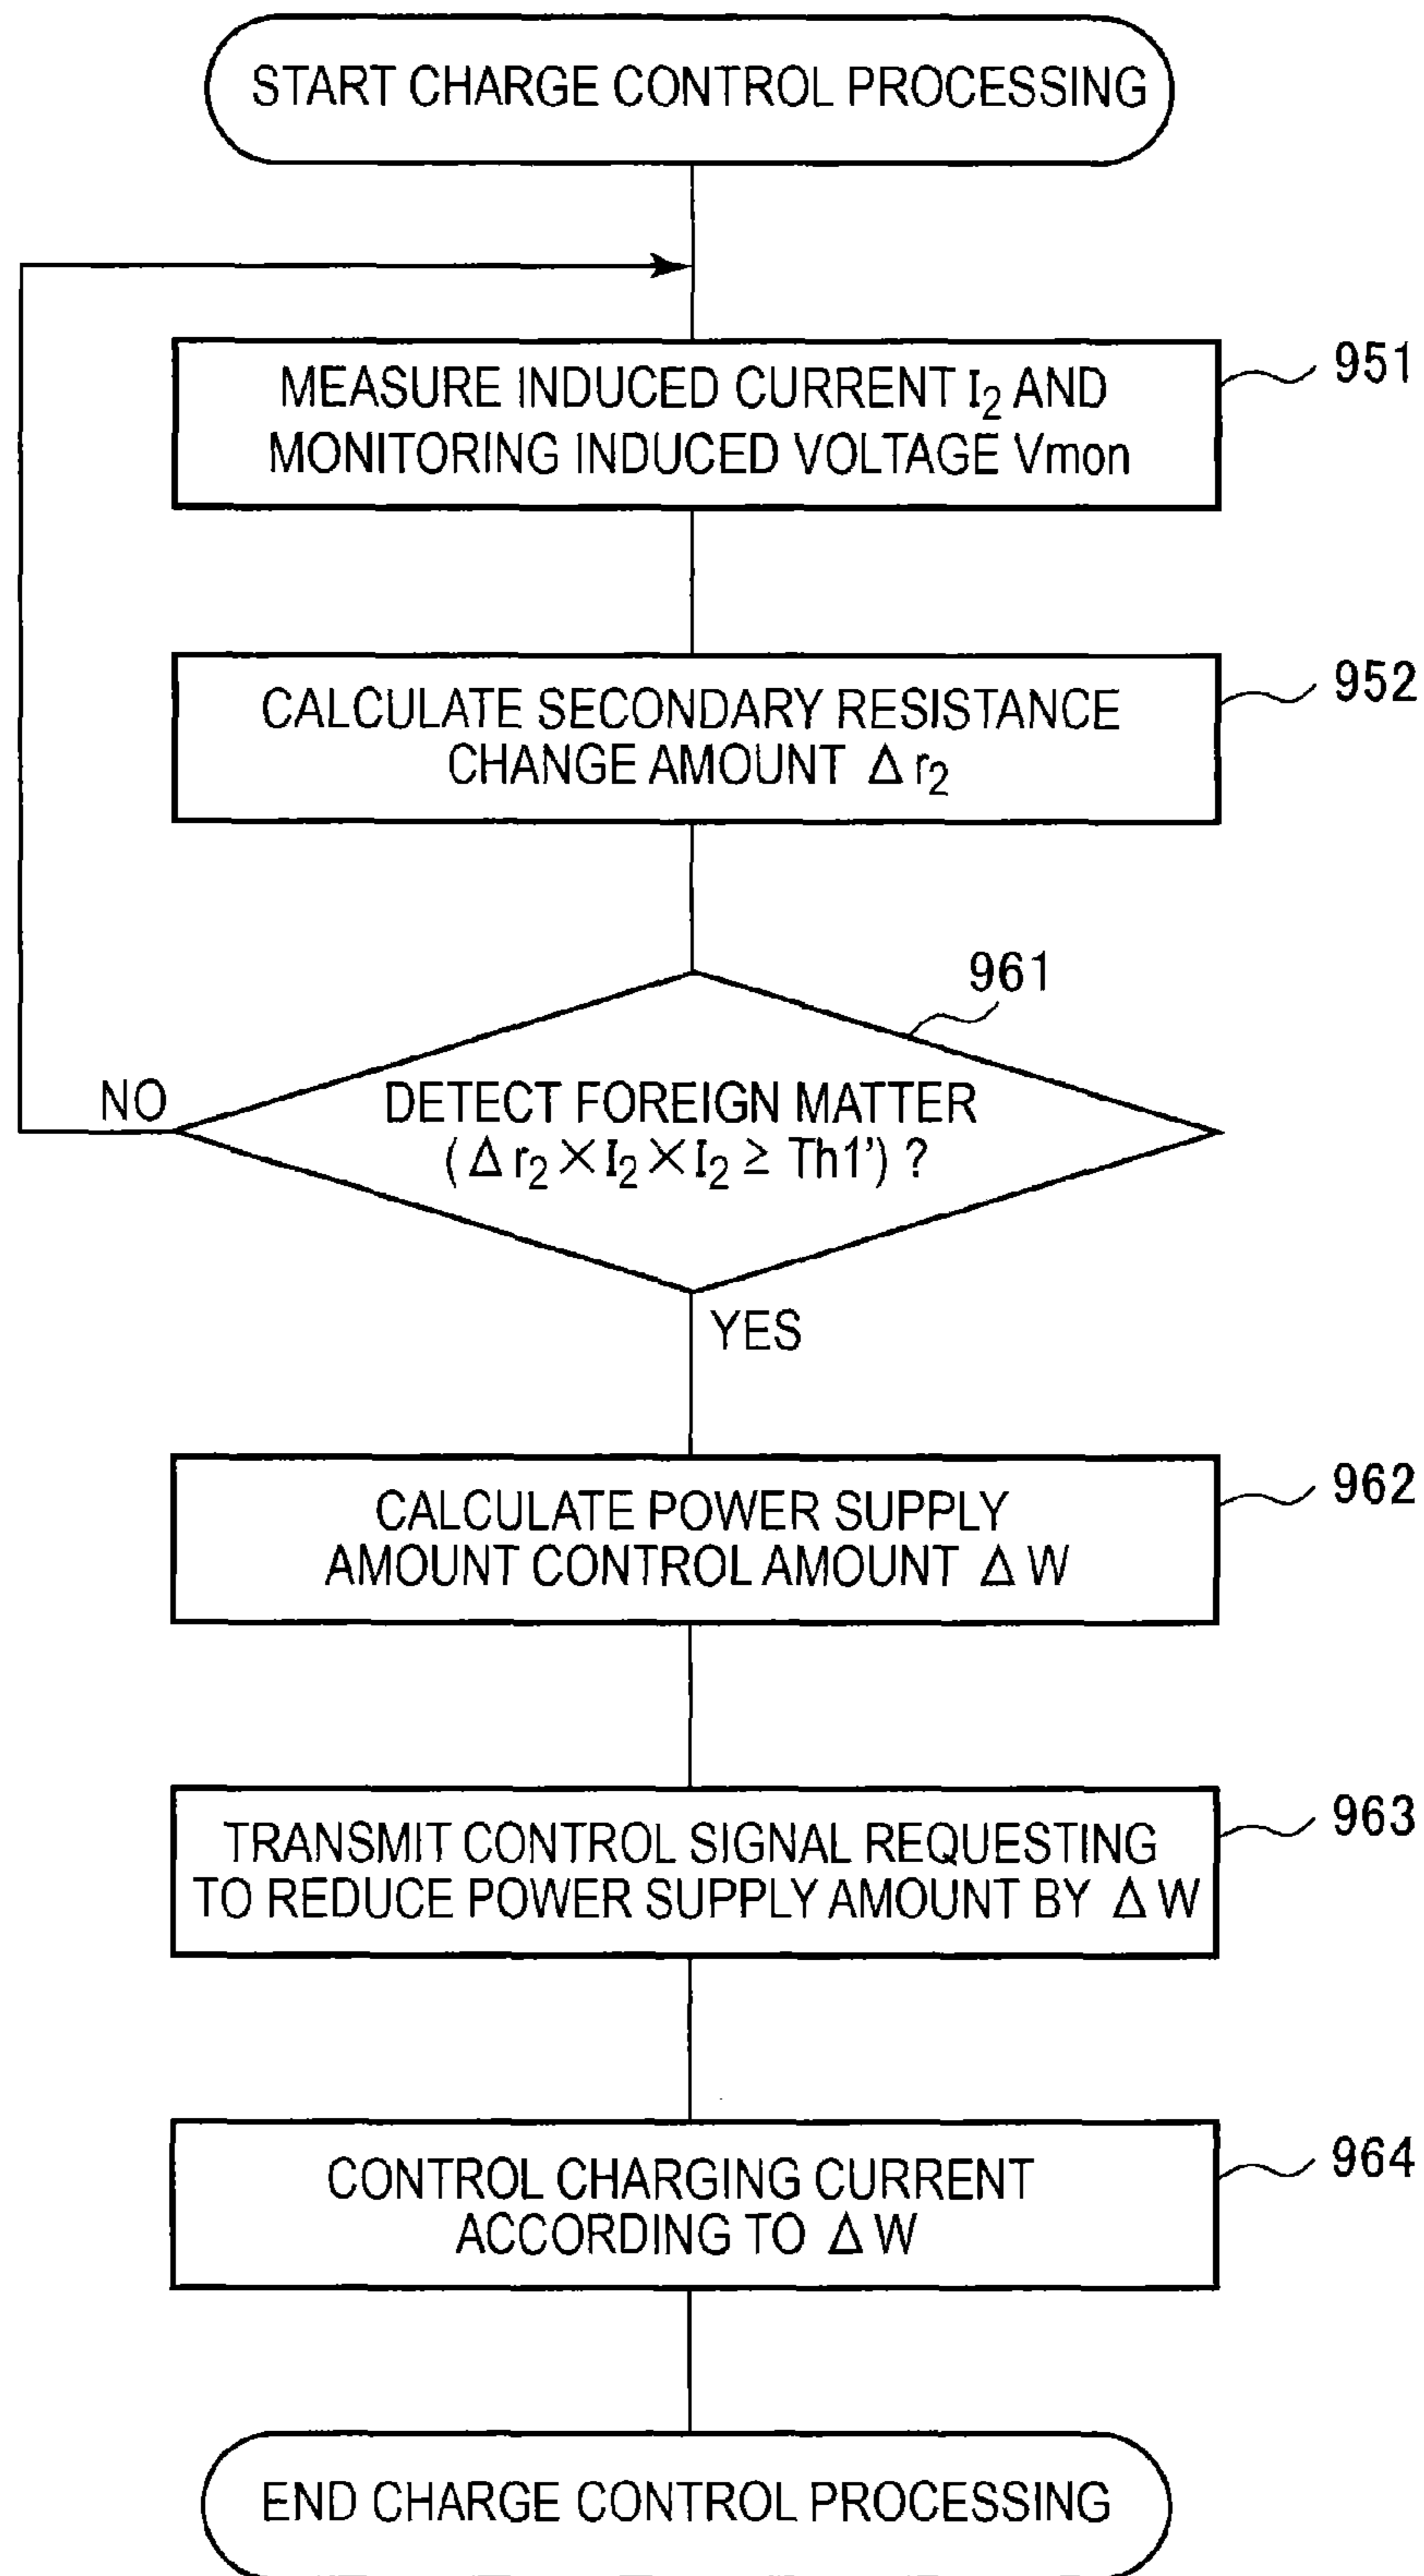 START CHARGE CONTROL PROCESSING
MEASURE INDUCED CURRENT I₂ AND
MONITORING INDUCED VOLTAGE Vmon
951
CALCULATE SECONDARY RESISTANCE
CHANGE AMOUNT Δr₂
952
961
DETECT FOREIGN MATTER
(Δr₂×I₂×I₂ ≥ Th1')?
NO
YES
CALCULATE POWER SUPPLY
AMOUNT CONTROL AMOUNT ΔW
962
TRANSMIT CONTROL SIGNAL REQUESTING
TO REDUCE POWER SUPPLY AMOUNT BY ΔW
963
CONTROL CHARGING CURRENT
ACCORDING TO ΔW
964
END CHARGE CONTROL PROCESSING